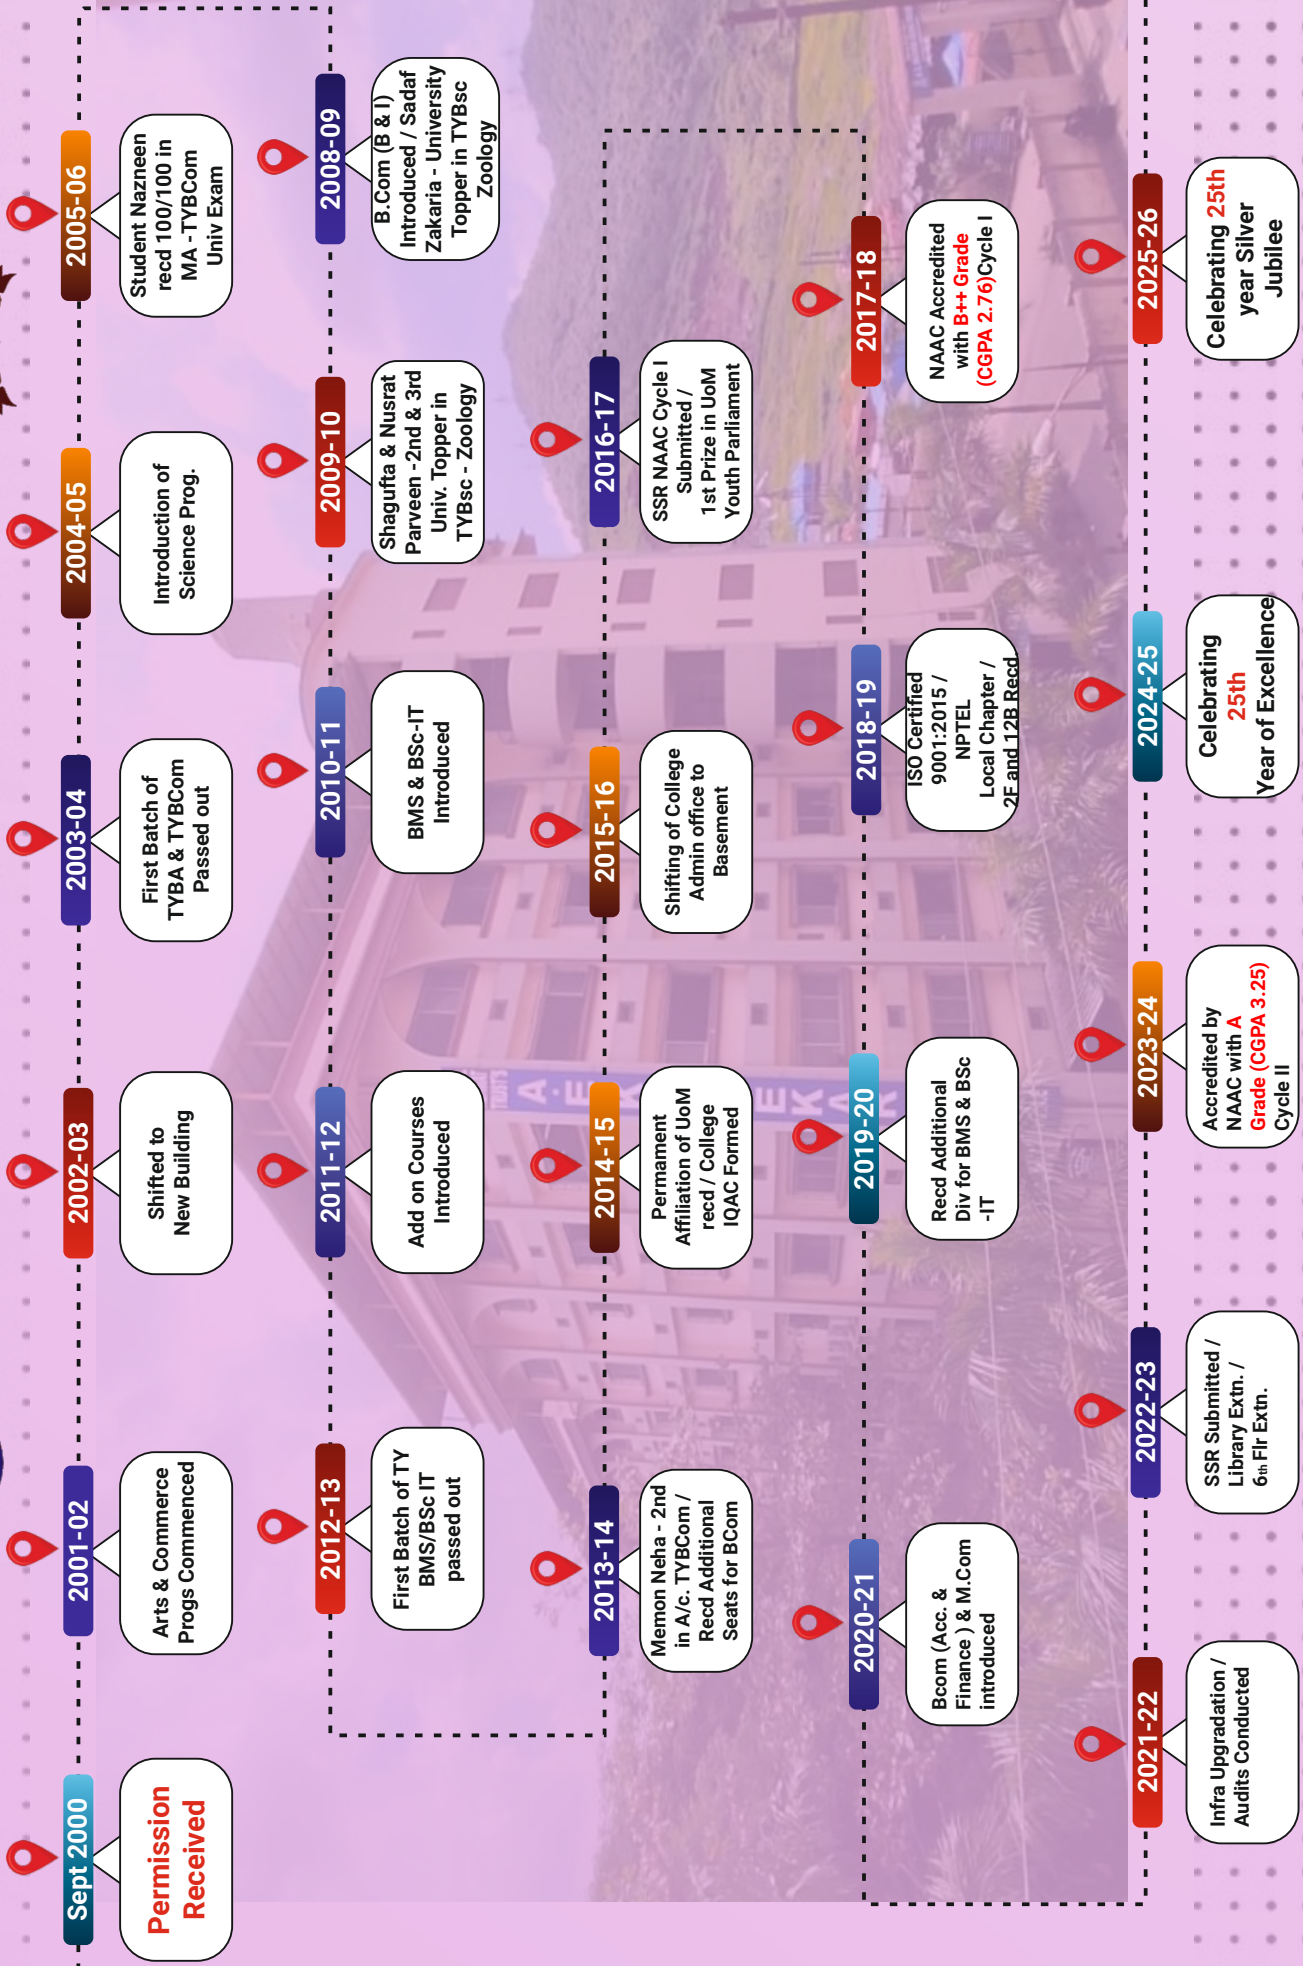 Sept 2000
Permission
Received
2001-02
Arts & Commerce
Progs Commenced
2002-03
Shifted to
New Building
2003-04
First Batch of
TYBA & TYBCom
Passed out
2004-05
Introduction of
Science Prog.
2005-06
Student Nazneen
recd 100/100 in
MA -TYBCom
Univ Exam
2008-09
B.Com (B & I)
Introduced / Sadaf
Zakaria - University
Topper in TYBsc
Zoology
2009-10
Shagufta & Nusrat
Parveen -2nd & 3rd
Univ. Topper in
TYBsc - Zoology
2010-11
BMS & BSc-IT
Introduced
2011-12
Add on Courses
Introduced
2012-13
First Batch of TY
BMS/BSc IT
passed out
2013-14
Memon Neha - 2nd
in A/c. TYBCom /
Recd Additional
Seats for BCom
2014-15
Permament
Affiliation of UoM
recd / College
IQAC Formed
2015-16
Shifting of College
Admin office to
Basement
2016-17
SSR NAAC Cycle I
Submitted /
1st Prize in UoM
Youth Parliament
2017-18
NAAC Accredited
with B++ Grade
(CGPA 2.76)Cycle I
2018-19
ISO Certified
9001:2015 /
NPTEL
Local Chapter /
2F and 12B Recd.
2019-20
Recd Additional
Div for BMS & BSc
-IT
2020-21
Bcom (Acc. &
Finance ) & M.Com
introduced
2021-22
Infra Upgradation /
Audits Conducted
2022-23
SSR Submitted /
Library Extn. /
6th Flr Extn.
2023-24
Accredited by
NAAC with A
Grade (CGPA 3.25)
Cycle II
2024-25
Celebrating
25th
Year of Excellence
2025-26
Celebrating 25th
year Silver
Jubilee